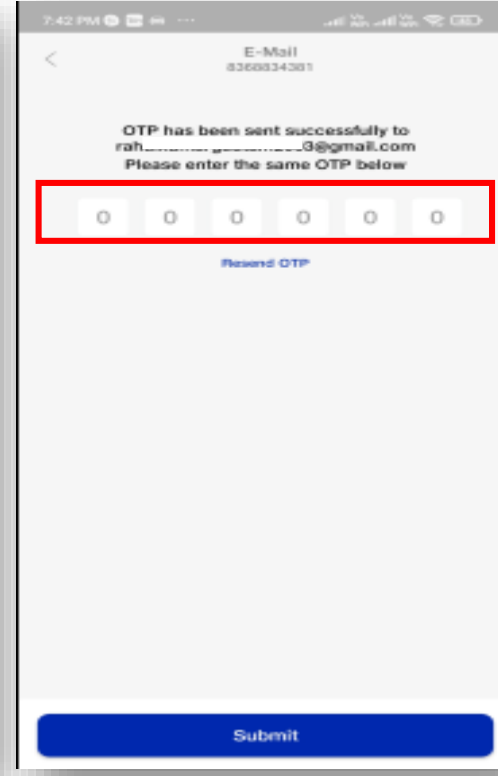 7:42 PM
E-Mail
8368834381
OTP has been sent successfully to
3@gmail.com
Please enter the same OTP below
0 0 0 0 0 0
Resend OTP
Submit